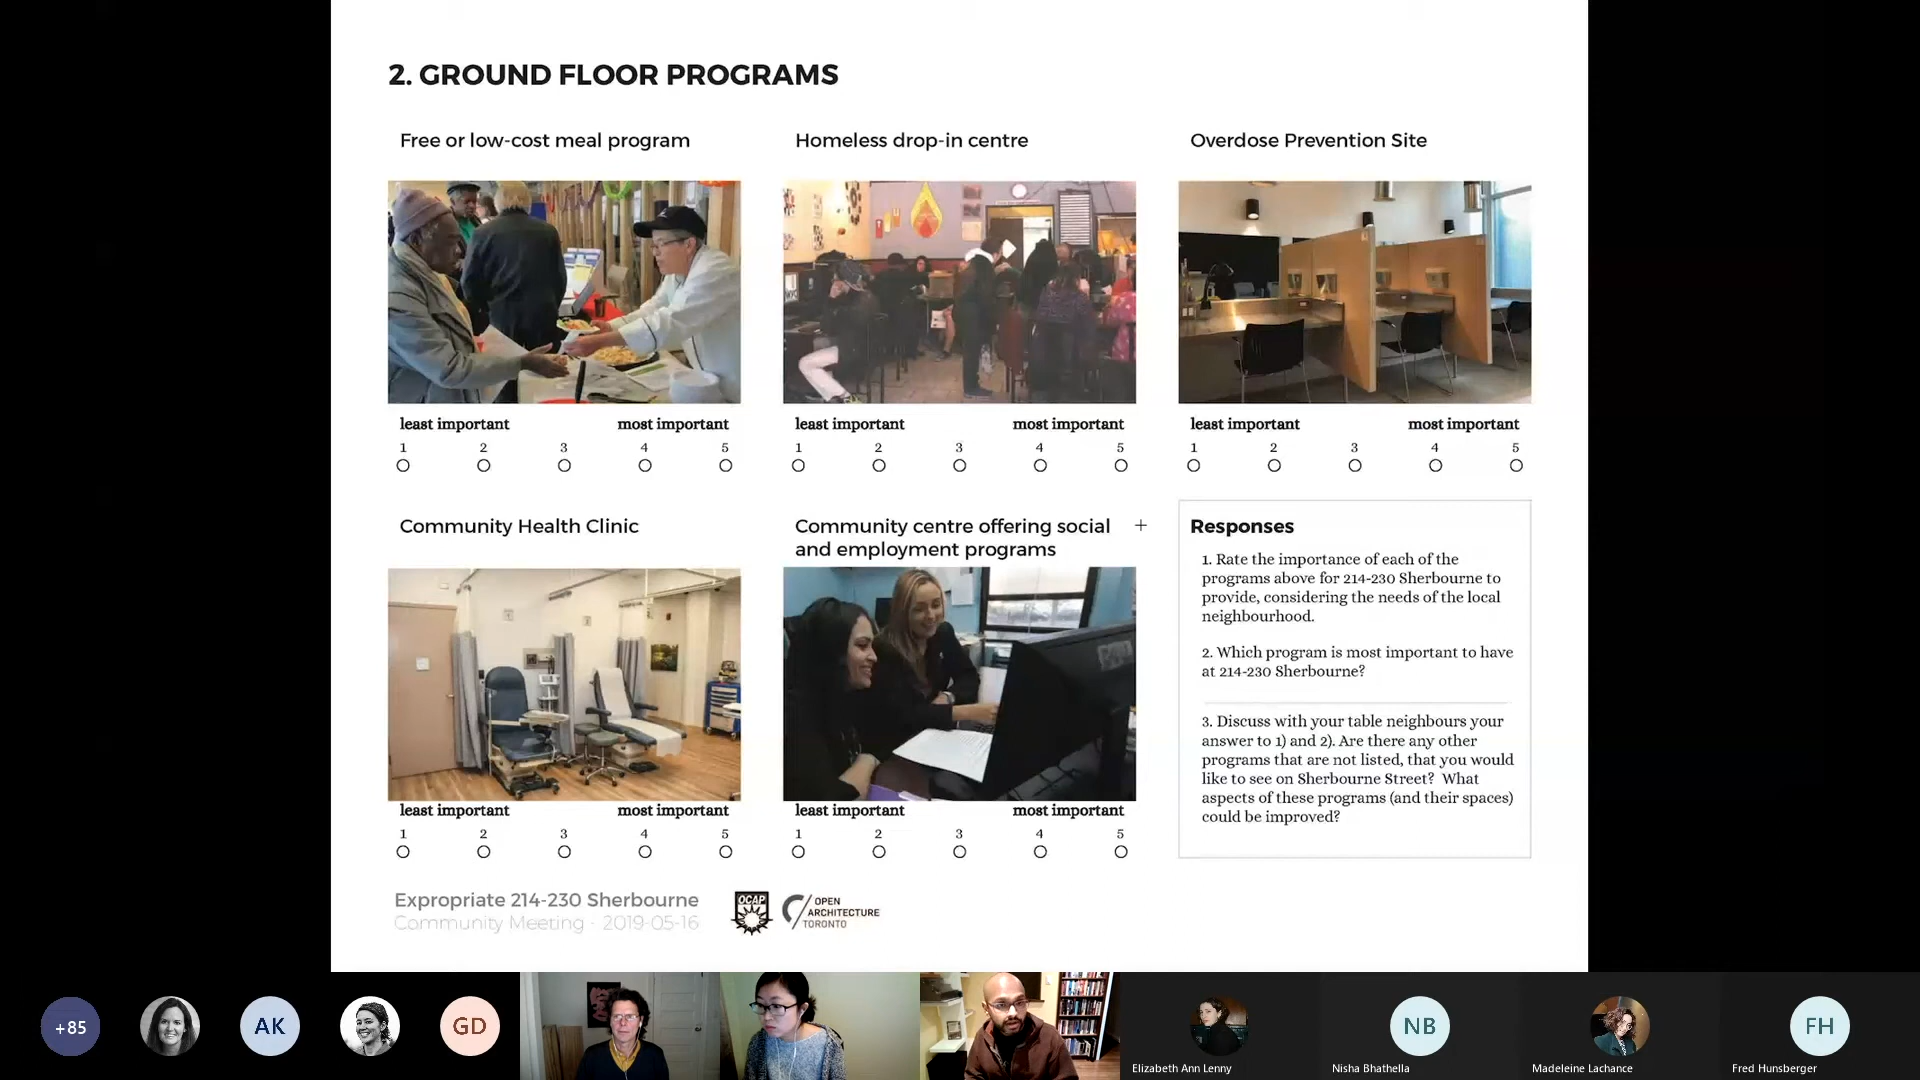 2. GROUND FLOOR PROGRAMS
Free or low-cost meal program
Homeless drop-in centre
Overdose Prevention Site
least important most important
1 2 3 4 5
least important most important
1 2 3 4 5
least important most important
1 2 3 4 5
Community Health Clinic
Community centre offering social
and employment programs
least important most important
1 2 3 4 5
least important most important
1 2 3 4 5
Responses
1. Rate the importance of each of the
programs above for 214-230 Sherbourne to
provide, considering the needs of the local
neighbourhood.
2. Which program is most important to have
at 214-230 Sherbourne?
3. Discuss with your table neighbours your
answer to 1) and 2). Are there any other
programs that are not listed, that you would
like to see on Sherbourne Street? What
aspects of these programs (and their spaces)
could be improved?
Expropriate 214-230 Sherbourne
Community Meeting - 2019-05-16
OCAP
OPEN
ARCHITECTURE
TORONTO
+85
AK
GD
Elizabeth Ann Lenny
NB
Nisha Bhathella
Madeleine Lachance
FH
Fred Hunsberger